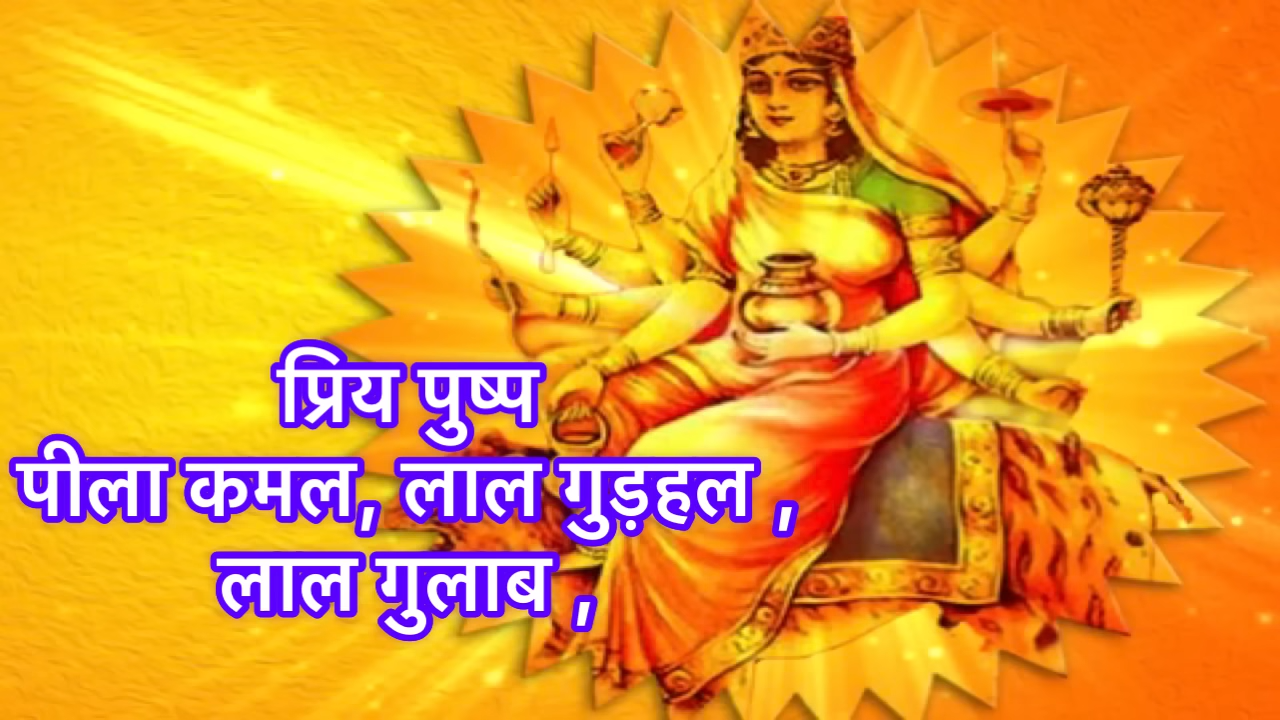 प्रिय पुष्प
पीला कमल, लाल गुड़हल ,
लाल गुलाब ,